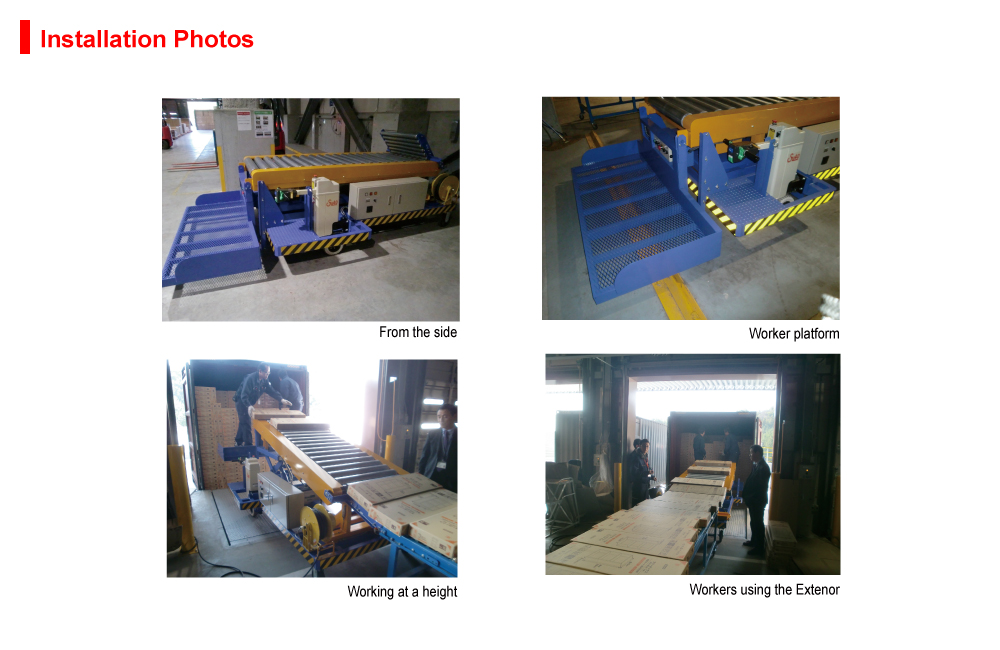 Installation Photos
From the side
Worker platform
Working at a height
Workers using the Extenor